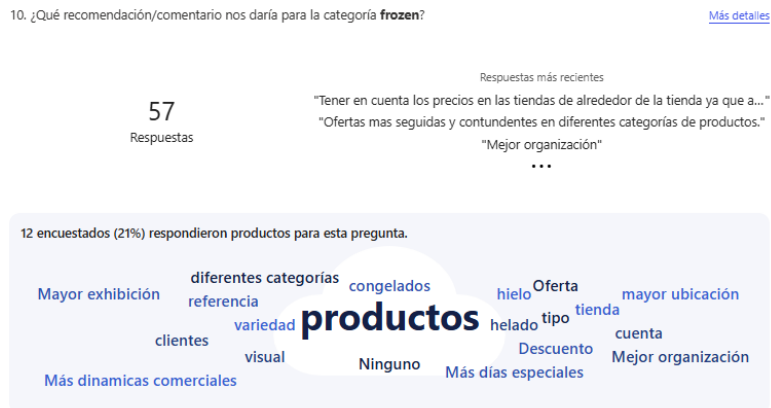 10. ¿Qué recomendación/comentario nos daría para la categoría frozen?
Más detalles
Respuestas más recientes
57
Respuestas
"Tener en cuenta los precios en las tiendas de alrededor de la tienda ya que a..."
"Ofertas mas seguidas y contundentes en diferentes categorías de productos."
"Mejor organización"
...
12 encuestados (21%) respondieron productos para esta pregunta.
diferentes categorías
congelados
Oferta
Mayor exhibición
referencia
hielo
mayor ubicación
variedad
productos
helado
tipo
tienda
clientes
cuenta
visual
Ninguno
Descuento
Mejor organización
Más dinamicas comerciales
Más días especiales